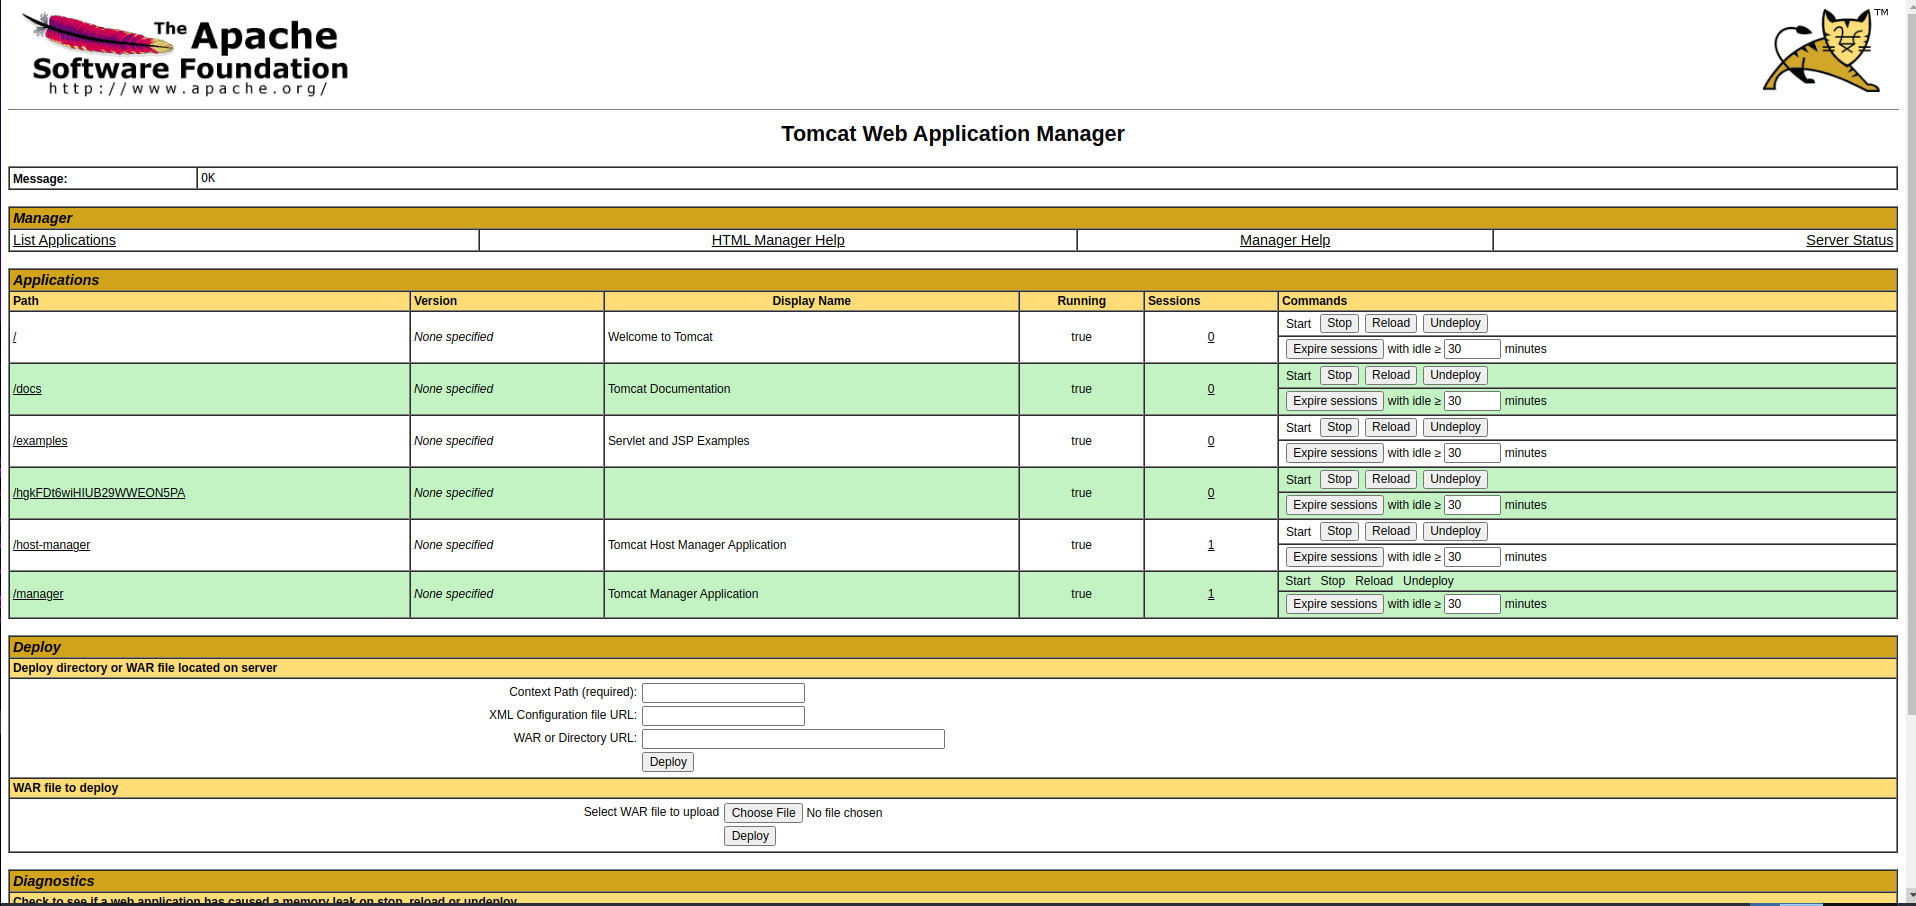 The Apache
Software Foundation
http://www.apache.org/
TM
Tomcat Web Application Manager
Message: OK
Manager
List Applications HTML Manager Help Manager Help Server Status
Applications
Path Version Display Name Running Sessions Commands
/ None specified Welcome to Tomcat true 0 Start Stop Reload Undeploy
Expire sessions with idle ≥ 30 minutes
/docs None specified Tomcat Documentation true 0 Start Stop Reload Undeploy
Expire sessions with idle ≥ 30 minutes
/examples None specified Servlet and JSP Examples true 0 Start Stop Reload Undeploy
Expire sessions with idle ≥ 30 minutes
/hgkFDt6wiHIUB29WWEON5PA None specified true 0 Start Stop Reload Undeploy
Expire sessions with idle ≥ 30 minutes
/host-manager None specified Tomcat Host Manager Application true 1 Start Stop Reload Undeploy
Expire sessions with idle ≥ 30 minutes
/manager None specified Tomcat Manager Application true 1 Start Stop Reload Undeploy
Expire sessions with idle ≥ 30 minutes
Deploy
Deploy directory or WAR file located on server
Context Path (required):
XML Configuration file URL:
WAR or Directory URL:
Deploy
WAR file to deploy
Select WAR file to upload Choose File No file chosen
Deploy
Diagnostics
Check to see if a web application has caused a memory leak on stop, reload or undeploy